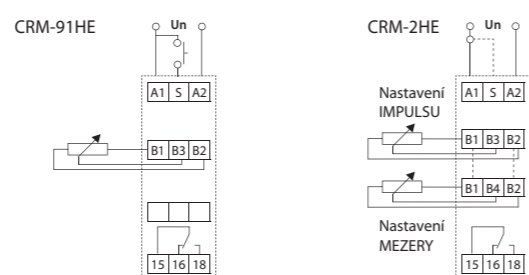 CRM-91HE
Un
A1 S A2
B1 B3 B2
15 16 18
CRM-2HE
Un
A1 S A2
Nastavení
IMPULSU
B1 B3 B2
B1 B4 B2
Nastavení
MEZERY
15 16 18